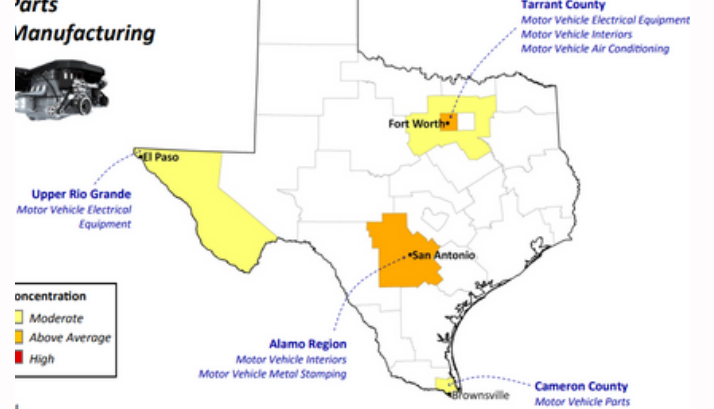 Parts
Manufacturing
Tarrant County
Motor Vehicle Electrical Equipment
Motor Vehicle Interiors
Motor Vehicle Air Conditioning
Fort Worth
El Paso
Upper Rio Grande
Motor Vehicle Electrical
Equipment
San Antonio
oncentration
Moderate
Above Average
High
Alamo Region
Motor Vehicle Interiors
Motor Vehicle Metal Stamping
Cameron County
Motor Vehicle Parts
Brownsville